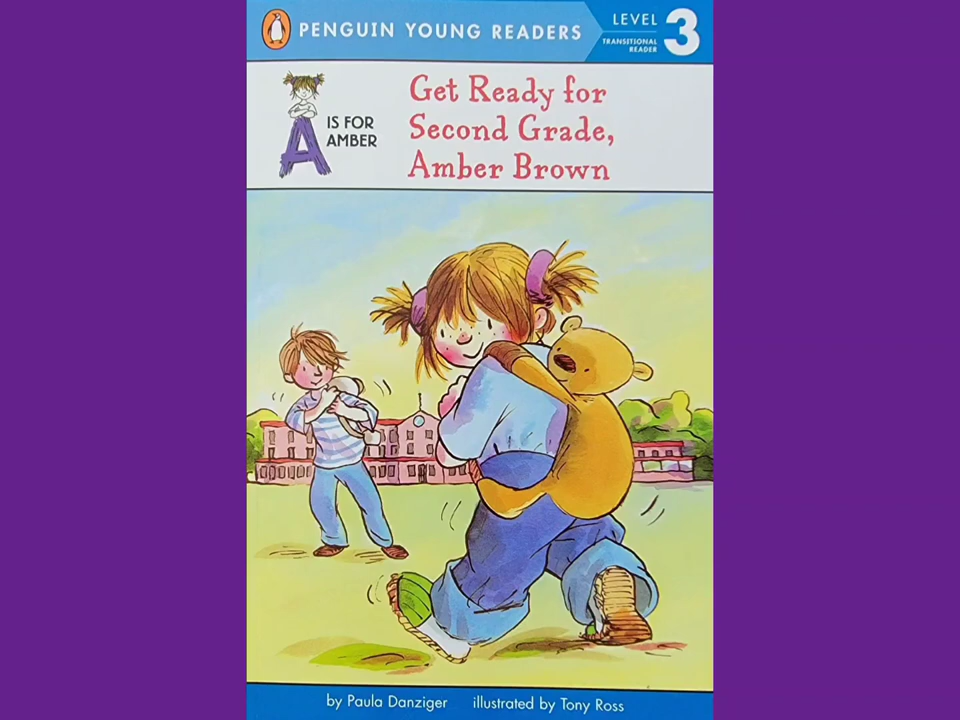 PENGUIN YOUNG READERS
LEVEL 3
TRANSITIONAL
READER
A IS FOR
AMBER
Get Ready for
Second Grade,
Amber Brown
by Paula Danziger illustrated by Tony Ross